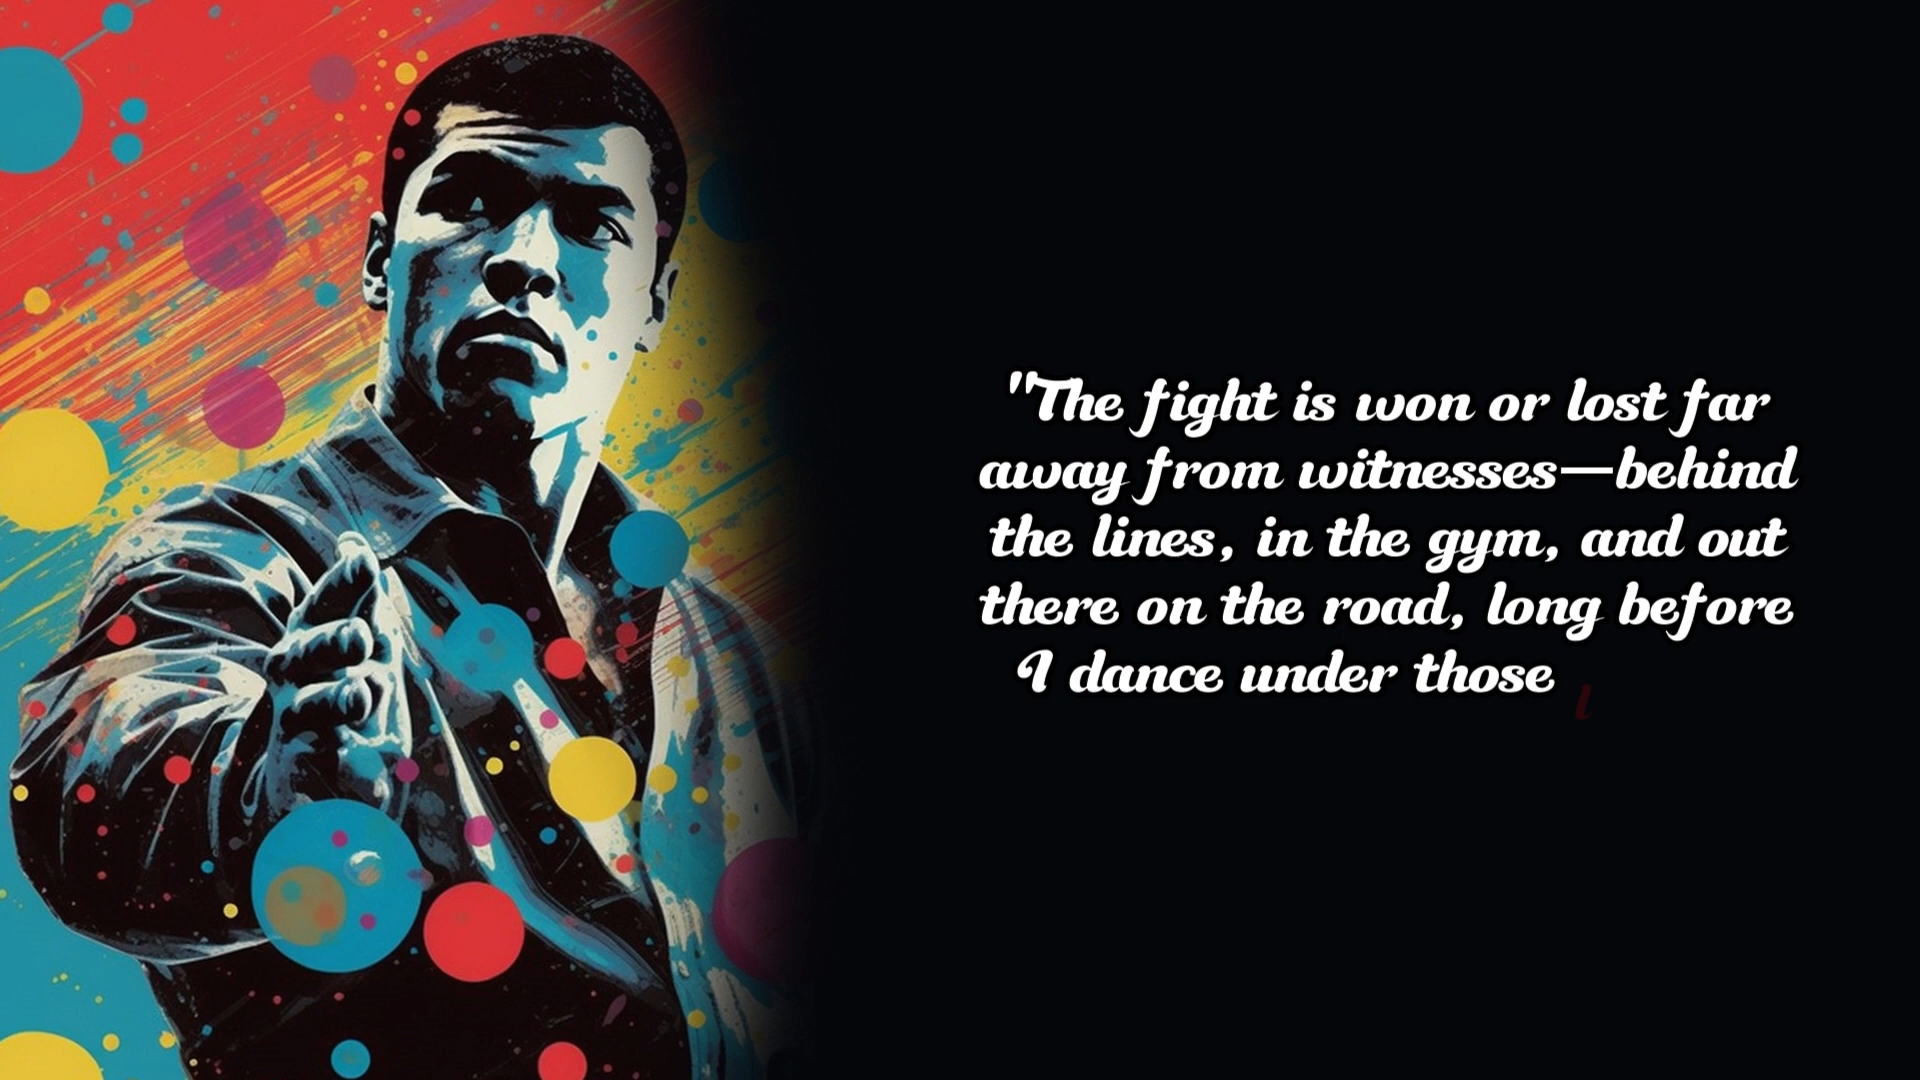 "The fight is won or lost far
away from witnesses—behind
the lines, in the gym, and out
there on the road, long before
I dance under those l